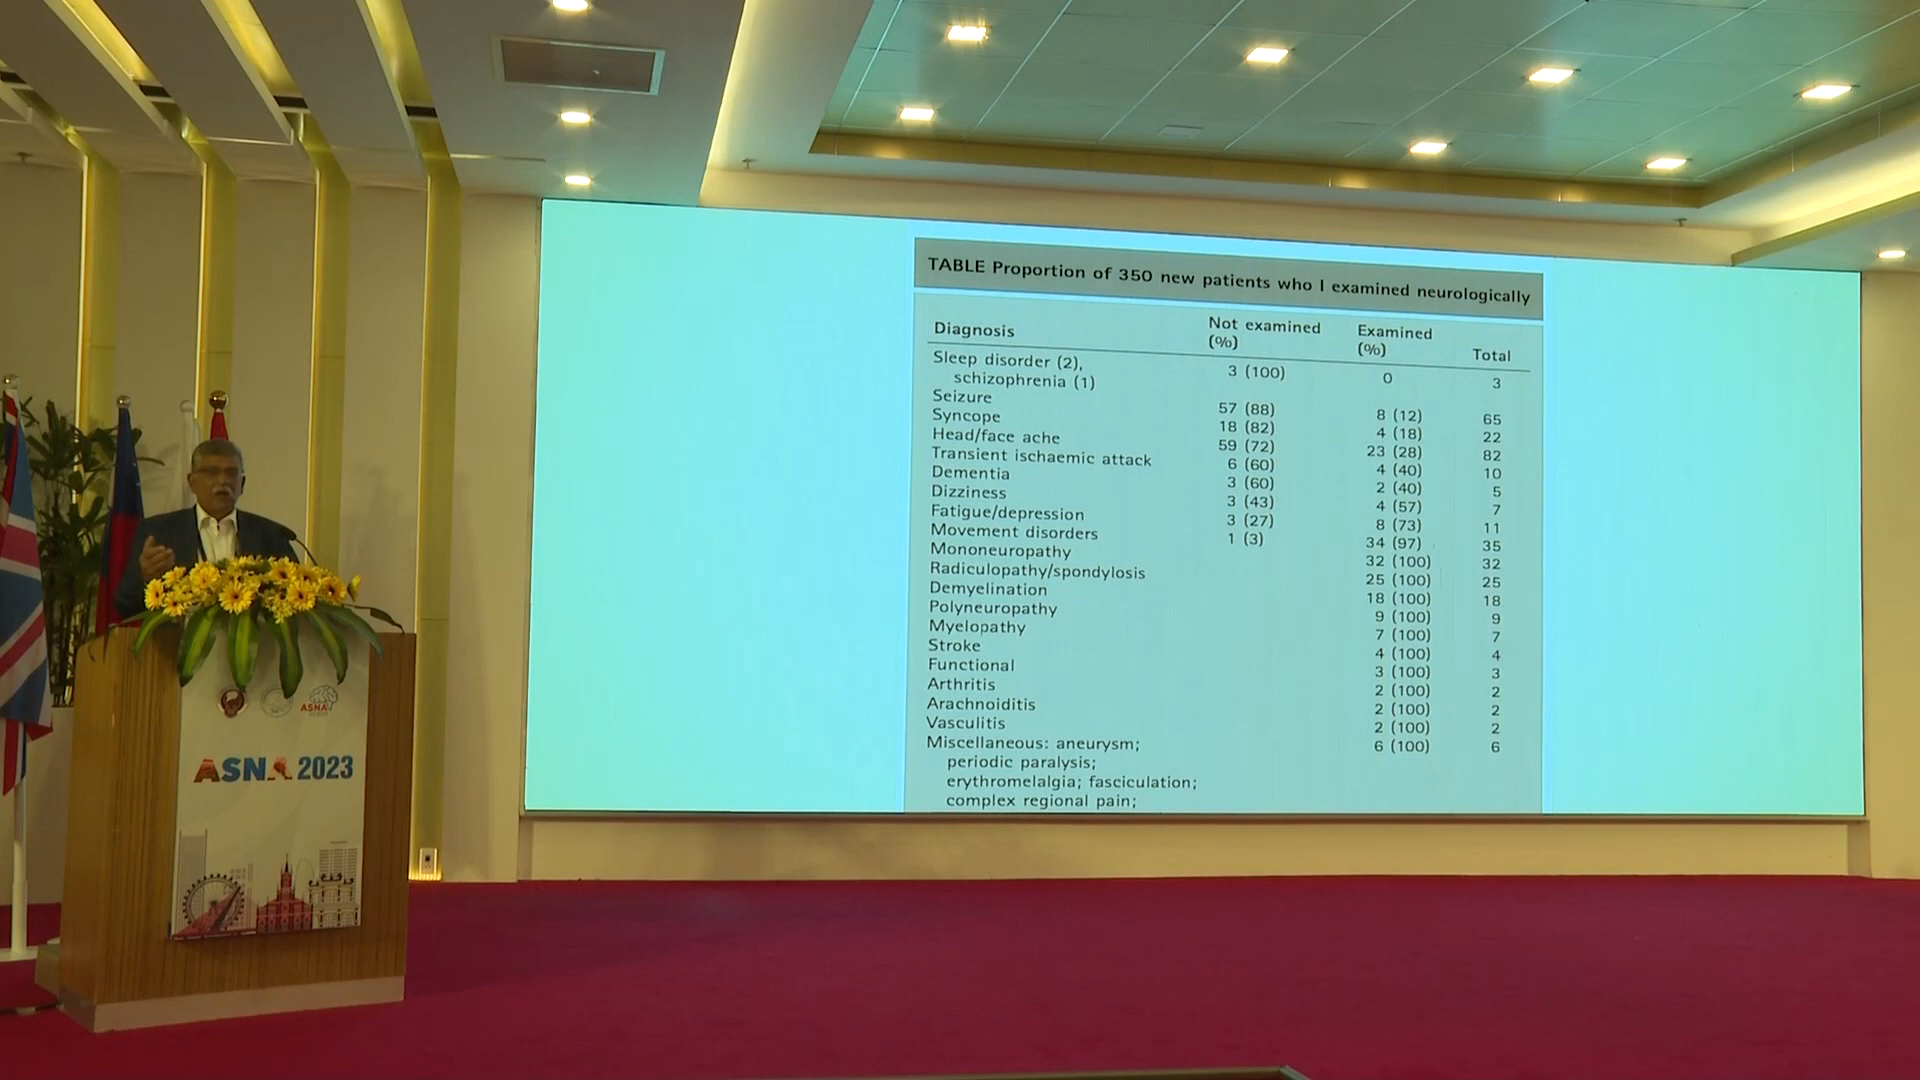 TABLE Proportion of 350 new patients who I examined neurologically
Diagnosis Not examined (%) Examined (%) Total
Sleep disorder (2),
schizophrenia (1) 3 (100) 0 3
Seizure 57 (88) 8 (12) 65
Syncope 18 (82) 4 (18) 22
Head/face ache 59 (72) 23 (28) 82
Transient ischaemic attack 6 (60) 4 (40) 10
Dementia 3 (60) 2 (40) 5
Dizziness 3 (43) 4 (57) 7
Fatigue/depression 3 (27) 8 (73) 11
Movement disorders 1 (3) 34 (97) 35
Mononeuropathy 32 (100) 32
Radiculopathy/spondylosis 25 (100) 25
Demyelination 18 (100) 18
Polyneuropathy 9 (100) 9
Myelopathy 7 (100) 7
Stroke 4 (100) 4
Functional 3 (100) 3
Arthritis 2 (100) 2
Arachnoiditis 2 (100) 2
Vasculitis 2 (100) 2
Miscellaneous: aneurysm; 6 (100) 6
periodic paralysis;
erythromelalgia; fasciculation;
complex regional pain;
ASNA
ASNA 2023